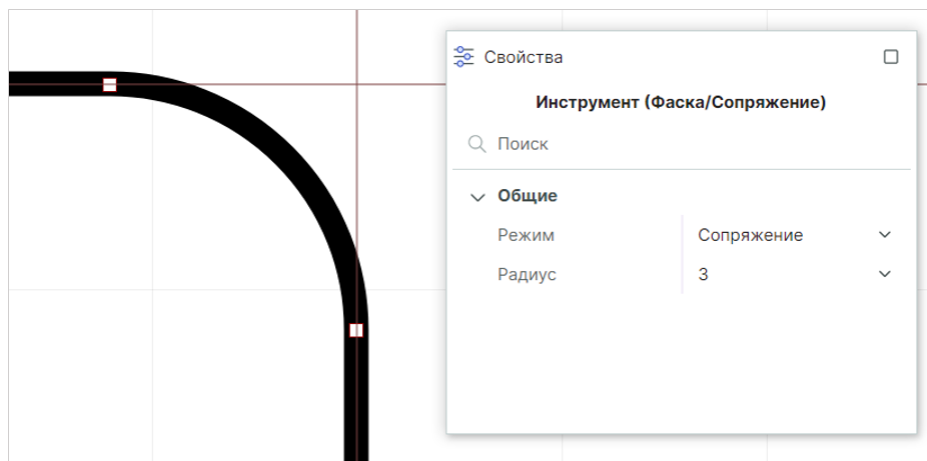 Свойства
Инструмент (Фаска/Сопряжение)
Поиск
Общие
Режим Сопряжение
Радиус 3